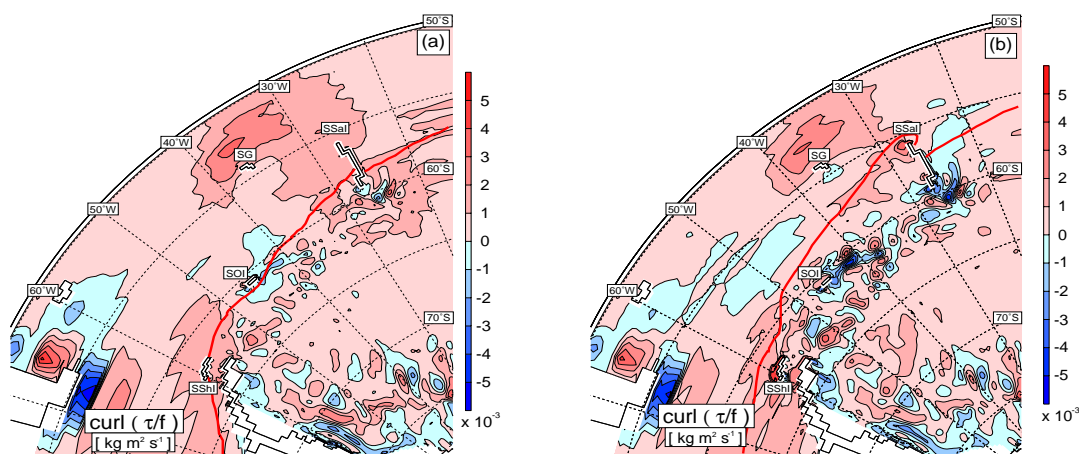 50°S
(a)
30°W
5
SSaI
4
40°W
3
SG
60°S
2
50°W
1
0
SOI
-1
60°W
-2
70°S
-3
-4
SShI
-5
curl ( τ/f )
x 10⁻³
[ kg m² s⁻¹ ]
50°S
(b)
30°W
5
40°W
SSaI
4
3
SG
60°S
2
50°W
1
0
SOI
-1
60°W
-2
70°S
-3
-4
SShI
-5
curl ( τ/f )
x 10⁻³
[ kg m² s⁻¹ ]